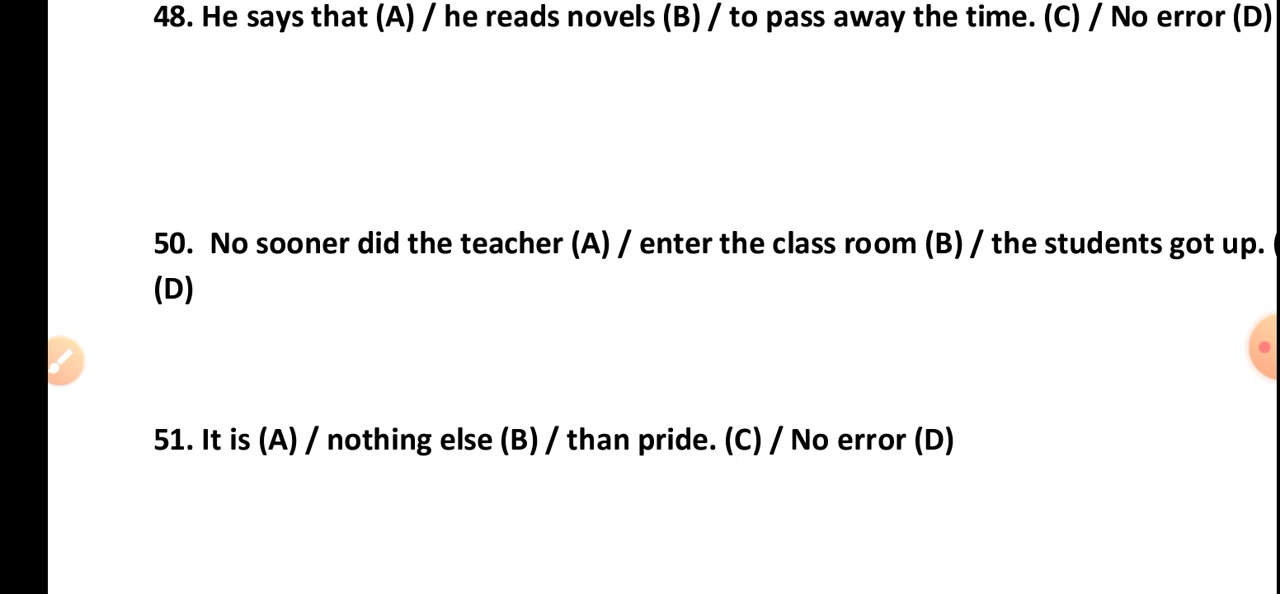 48. He says that (A) / he reads novels (B) / to pass away the time. (C) / No error (D)
50. No sooner did the teacher (A) / enter the class room (B) / the students got up.
(D)
51. It is (A) / nothing else (B) / than pride. (C) / No error (D)